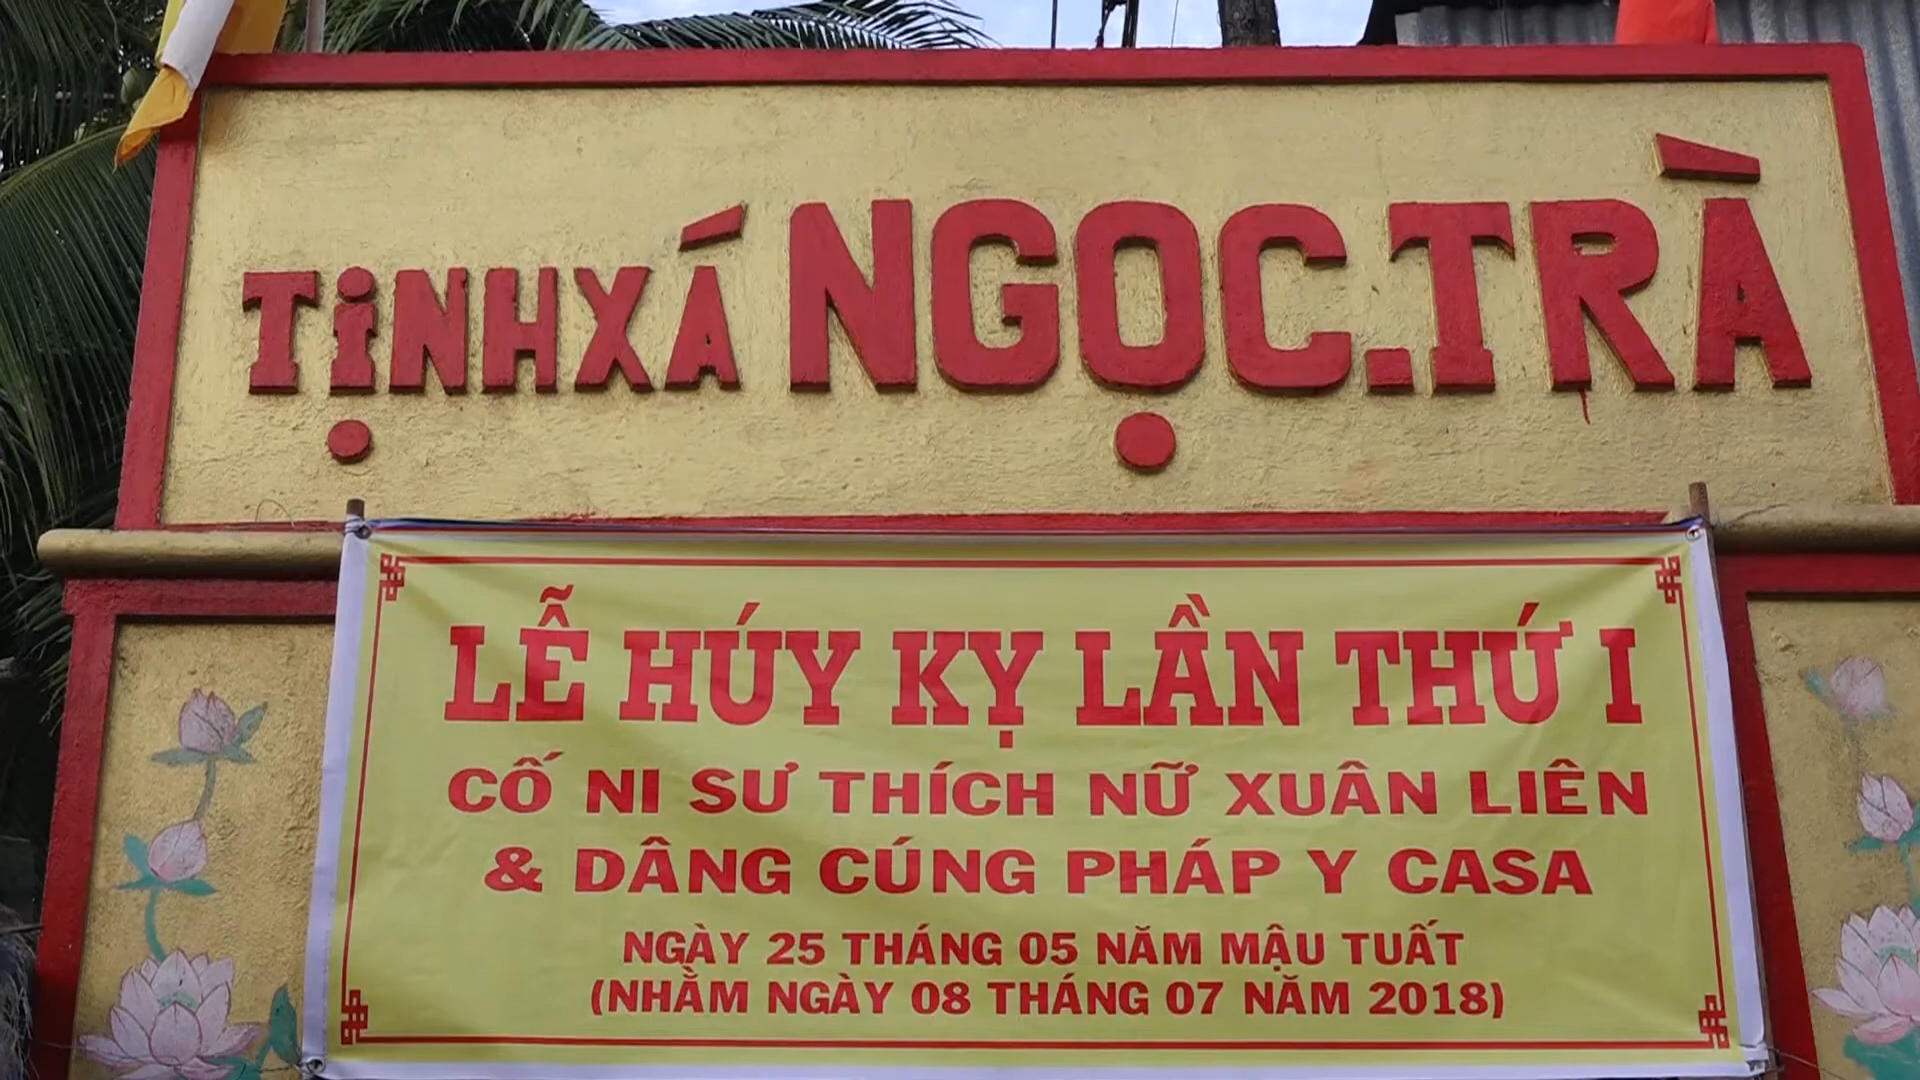 TỊNH XÁ NGỌC.TRÀ
LỄ HÚY KỴ LẦN THỨ I
CỐ NI SƯ THÍCH NỮ XUÂN LIÊN
& DÂNG CÚNG PHÁP Y CASA
NGÀY 25 THÁNG 05 NĂM MẬU TUẤT
(NHẰM NGÀY 08 THÁNG 07 NĂM 2018)